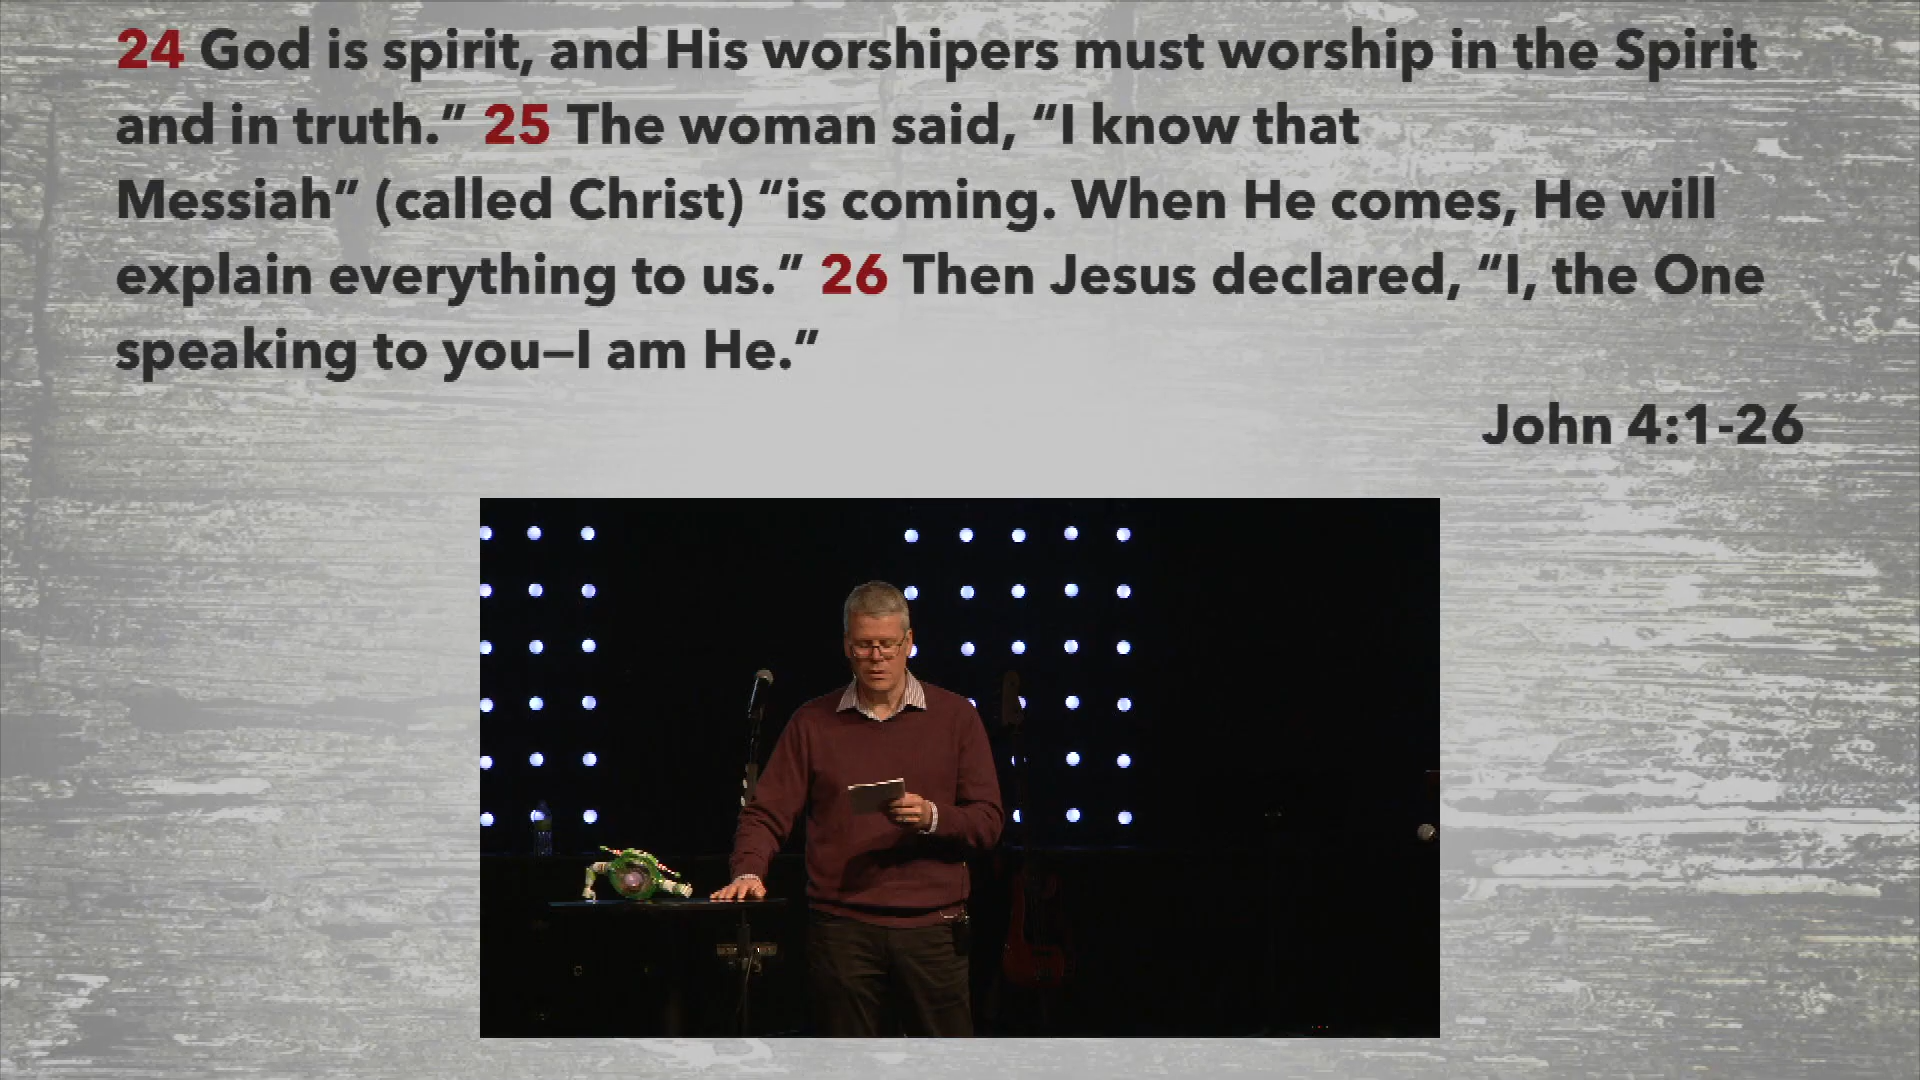 24 God is spirit, and His worshipers must worship in the Spirit
and in truth.” 25 The woman said, “I know that
Messiah” (called Christ) “is coming. When He comes, He will
explain everything to us.” 26 Then Jesus declared, “I, the One
speaking to you—I am He.”
John 4:1-26